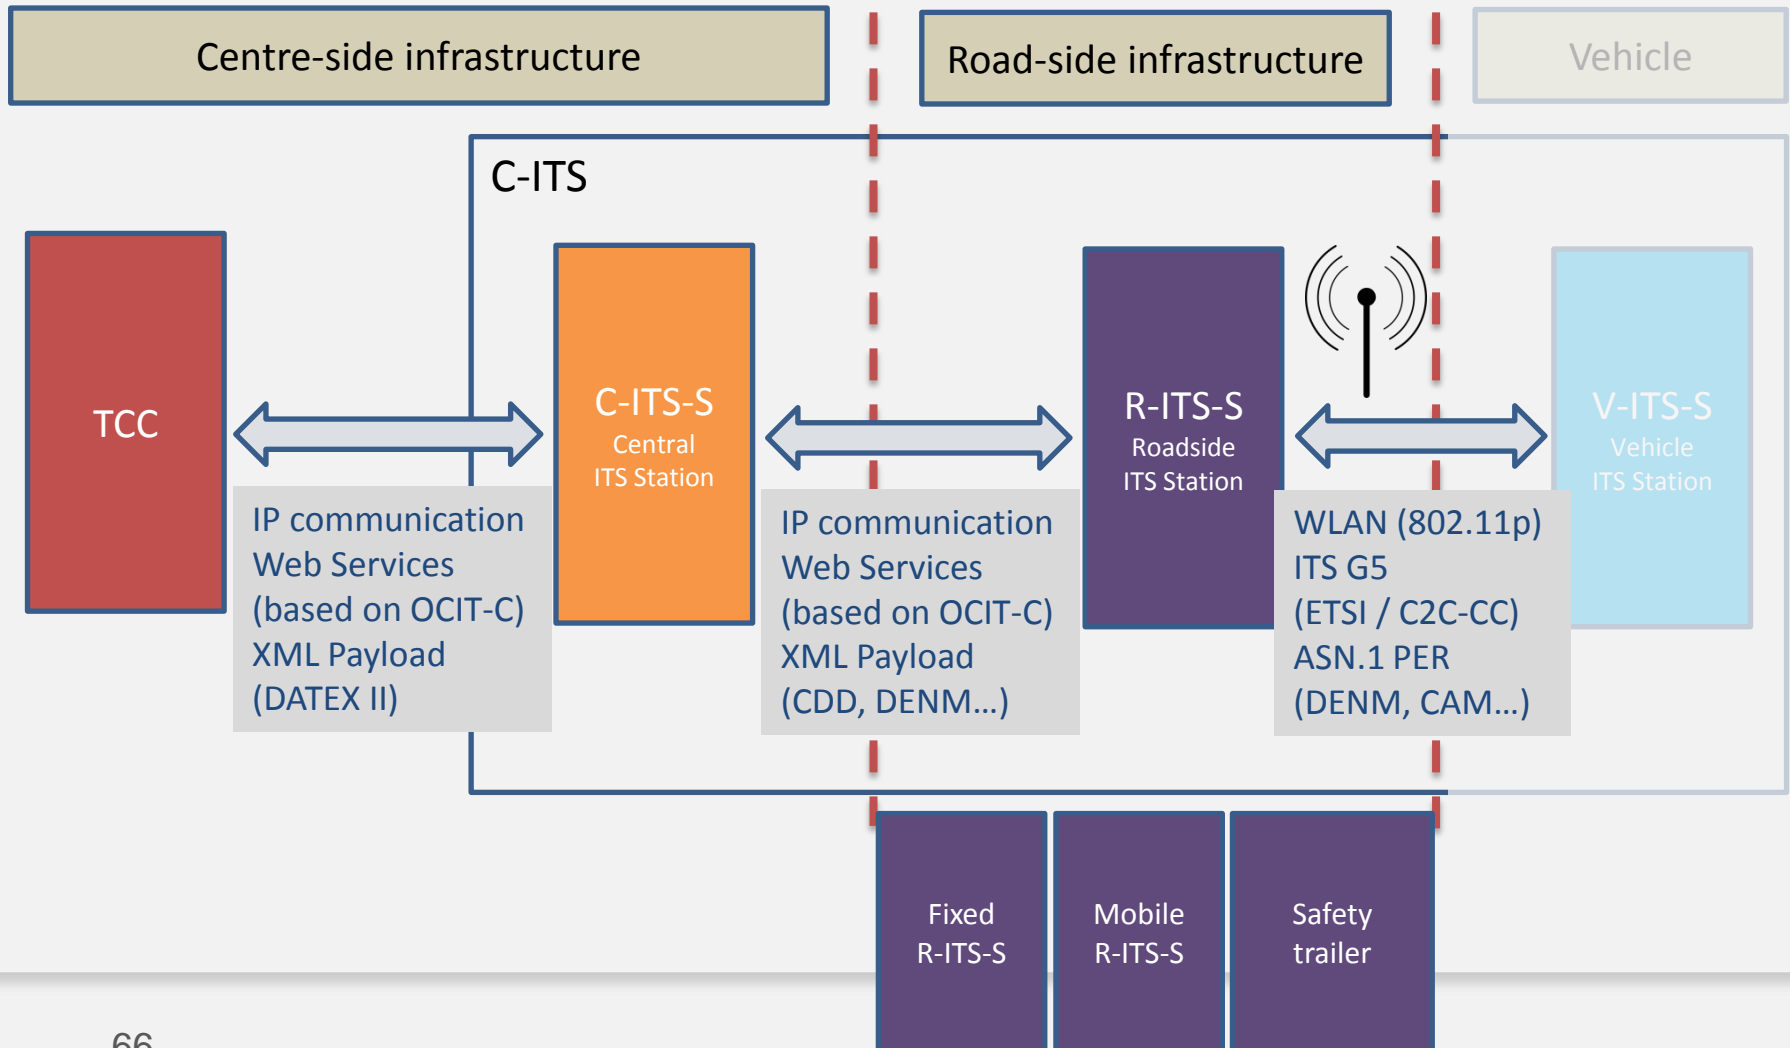 Centre-side infrastructure
Road-side infrastructure
Vehicle
C-ITS
TCC
C-ITS-S
Central
ITS Station
R-ITS-S
Roadside
ITS Station
V-ITS-S
Vehicle
ITS Station
IP communication
Web Services
(based on OCIT-C)
XML Payload
(DATEX II)
IP communication
Web Services
(based on OCIT-C)
XML Payload
(CDD, DENM...)
WLAN (802.11p)
ITS G5
(ETSI / C2C-CC)
ASN.1 PER
(DENM, CAM...)
Fixed
R-ITS-S
Mobile
R-ITS-S
Safety
trailer
66